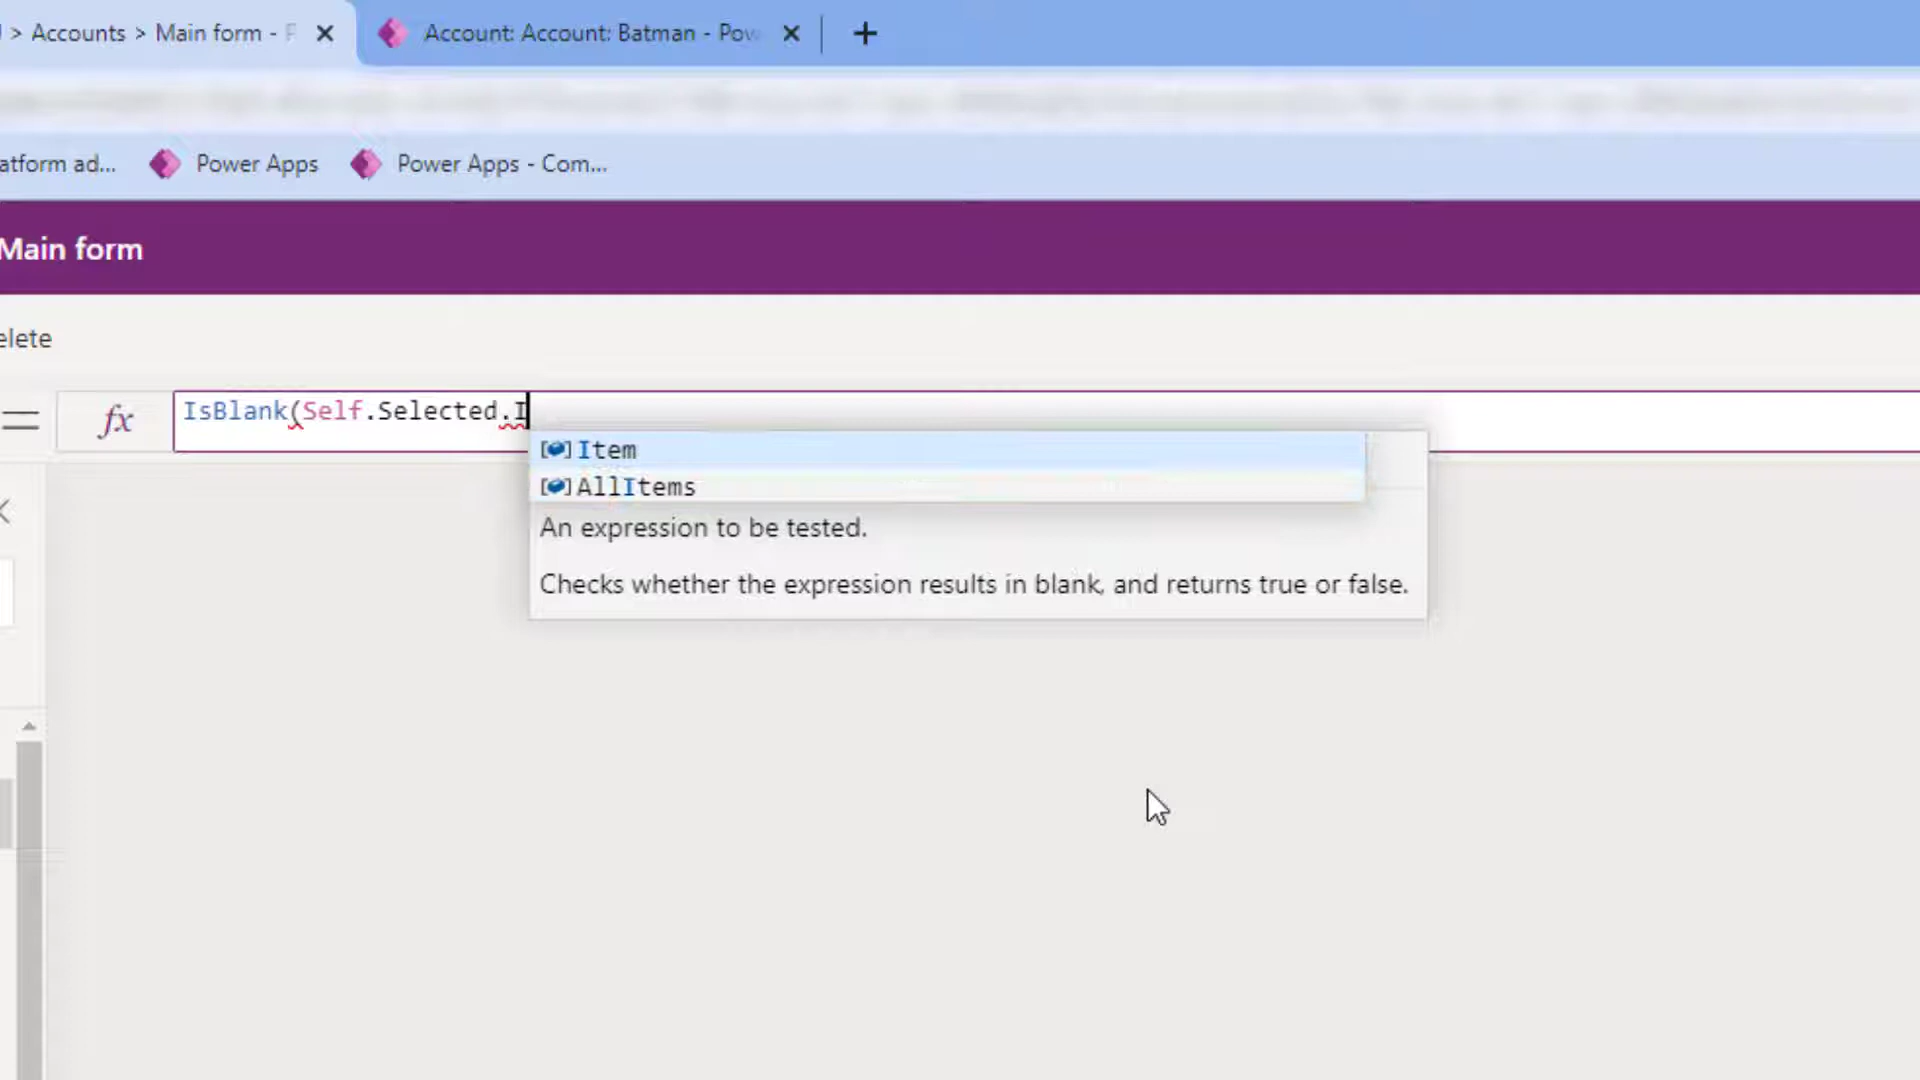 > Accounts > Main form -
Account: Account: Batman - Pow
atform ad...
Power Apps
Power Apps - Com...
Main form
elete
fx
IsBlank(Self.Selected.I
Item
AllItems
An expression to be tested.
Checks whether the expression results in blank, and returns true or false.